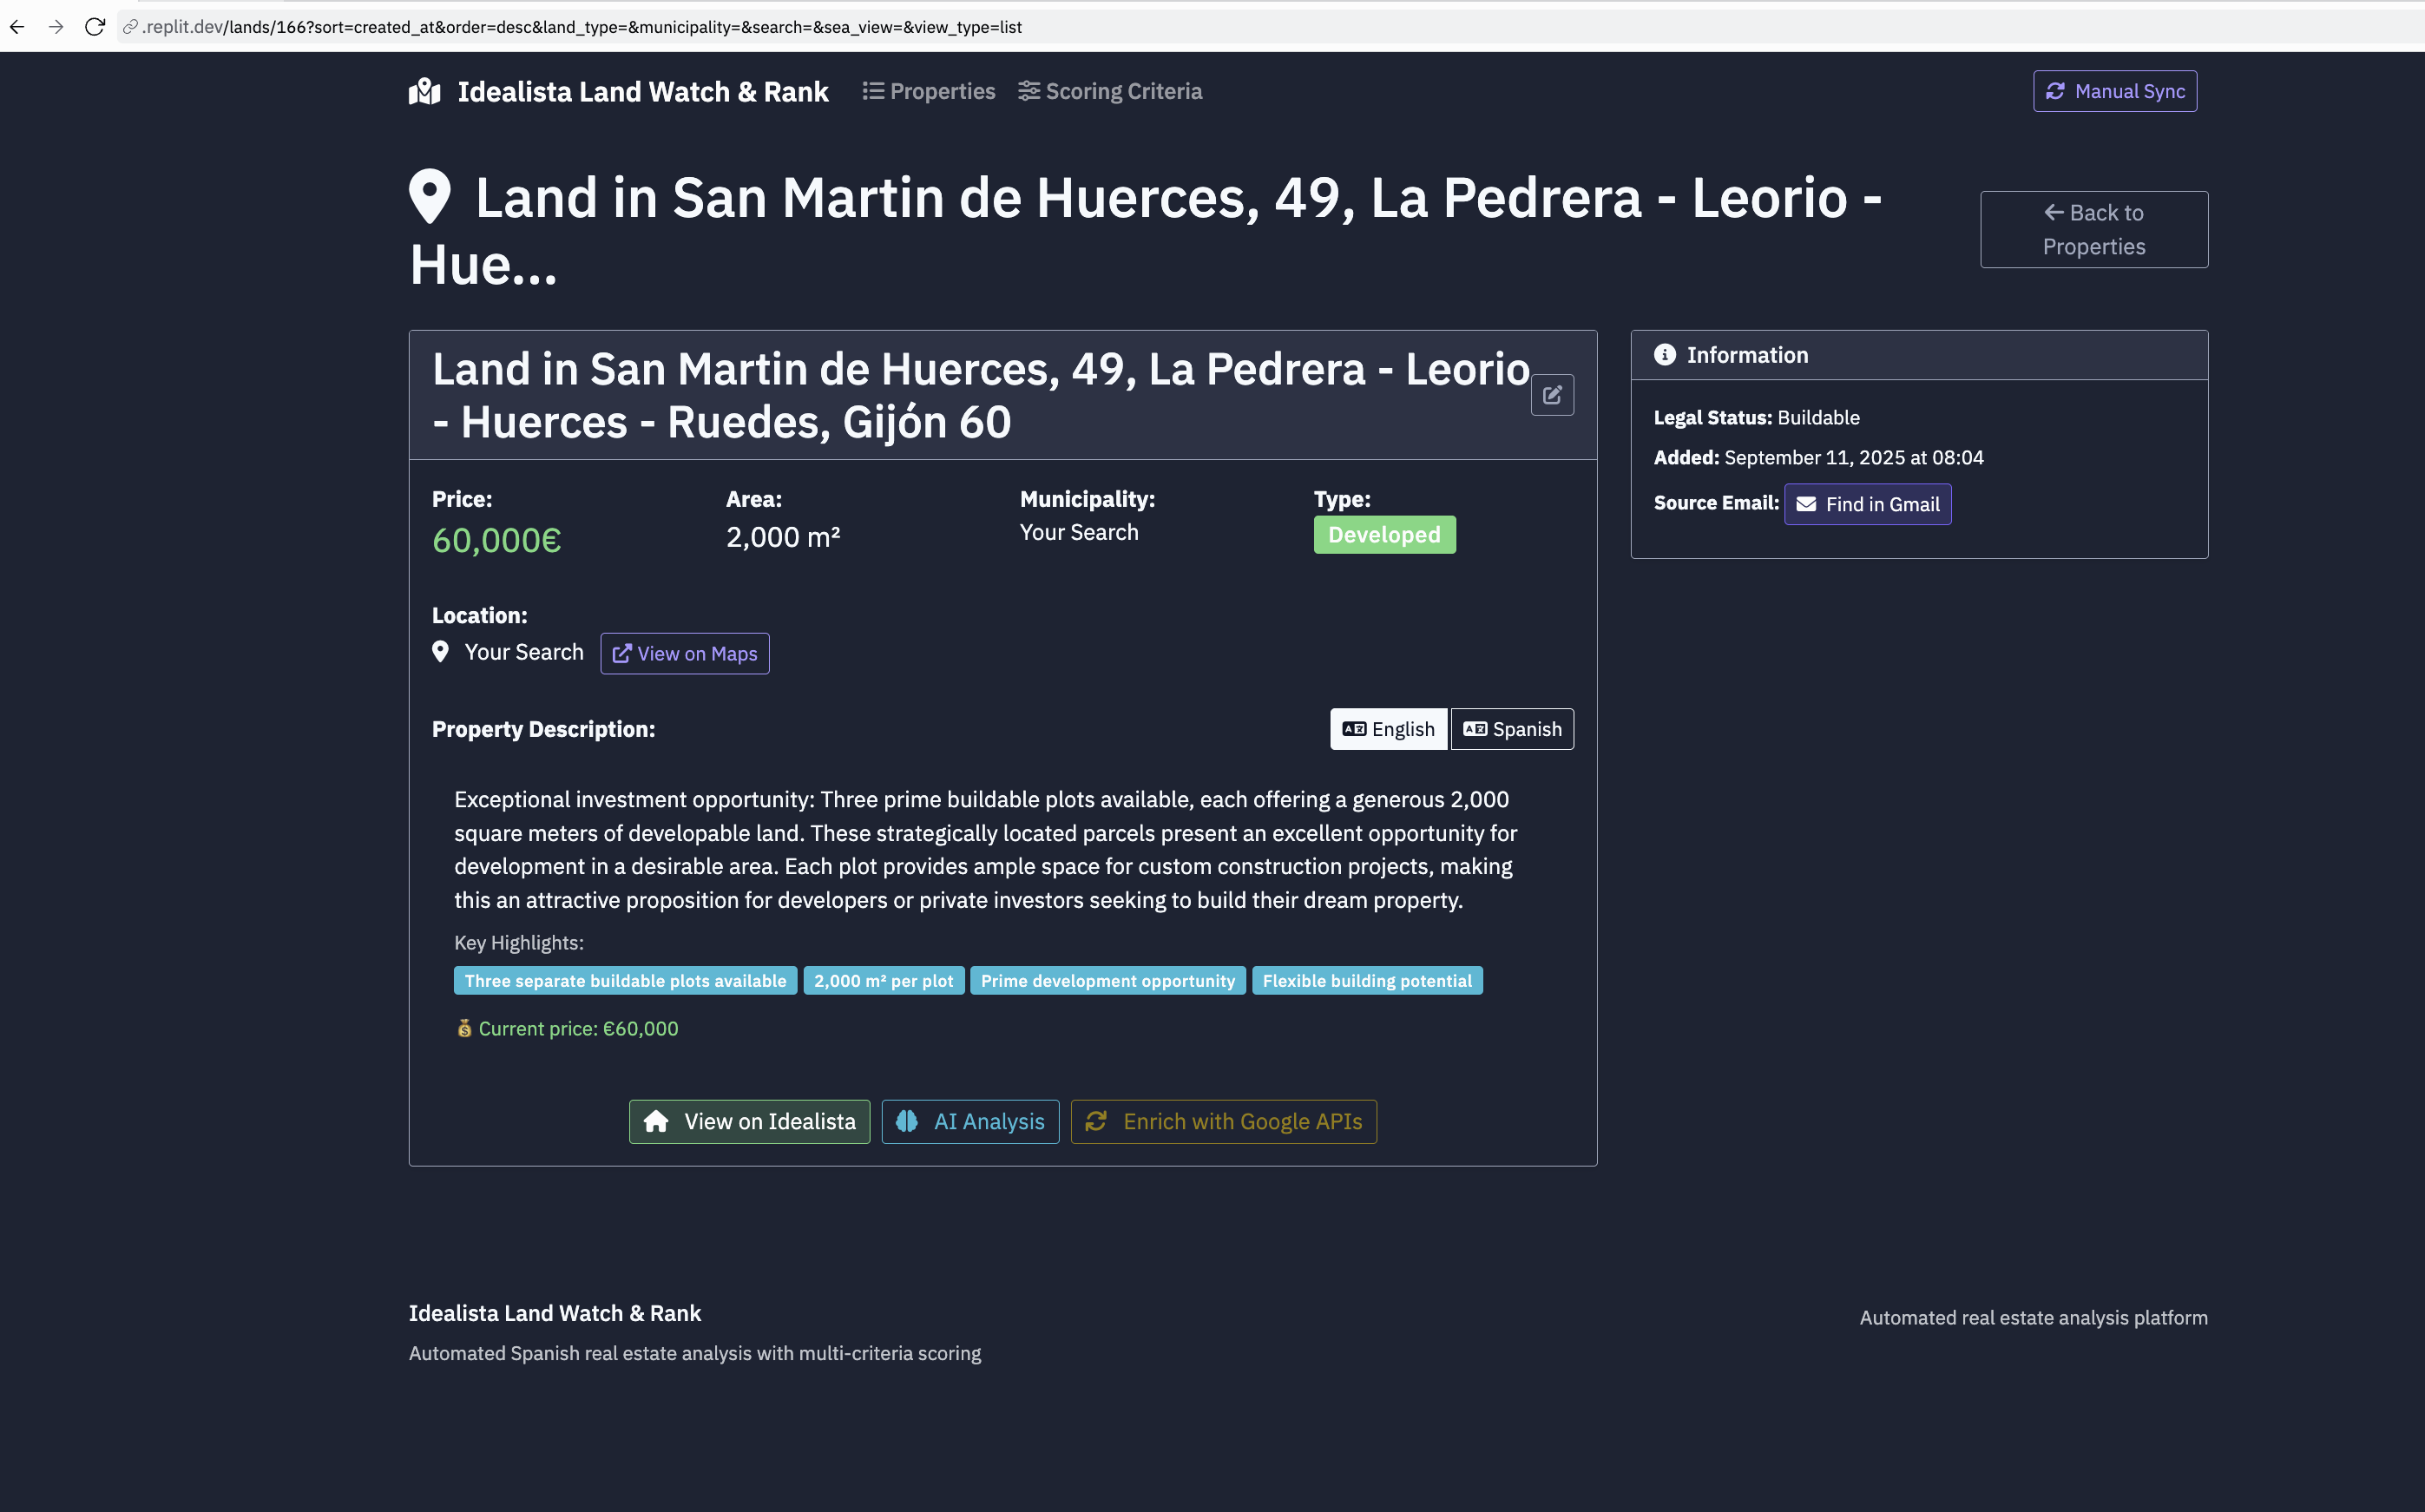 .replit.dev/lands/166?sort=created_at&order=desc&land_type=&municipality=&search=&sea_view=&view_type=list
Idealista Land Watch & Rank
Properties
Scoring Criteria
Manual Sync
Land in San Martin de Huerces, 49, La Pedrera - Leorio -
Hue...
← Back to
Properties
Land in San Martin de Huerces, 49, La Pedrera - Leorio
- Huerces - Ruedes, Gijón 60
Price:
60,000€
Area:
2,000 m²
Municipality:
Your Search
Type:
Developed
Location:
Your Search
View on Maps
Property Description:
English
Spanish
Exceptional investment opportunity: Three prime buildable plots available, each offering a generous 2,000
square meters of developable land. These strategically located parcels present an excellent opportunity for
development in a desirable area. Each plot provides ample space for custom construction projects, making
this an attractive proposition for developers or private investors seeking to build their dream property.
Key Highlights:
Three separate buildable plots available
2,000 m² per plot
Prime development opportunity
Flexible building potential
💰 Current price: €60,000
View on Idealista
AI Analysis
Enrich with Google APIs
Information
Legal Status: Buildable
Added: September 11, 2025 at 08:04
Source Email: Find in Gmail
Idealista Land Watch & Rank
Automated Spanish real estate analysis with multi-criteria scoring
Automated real estate analysis platform